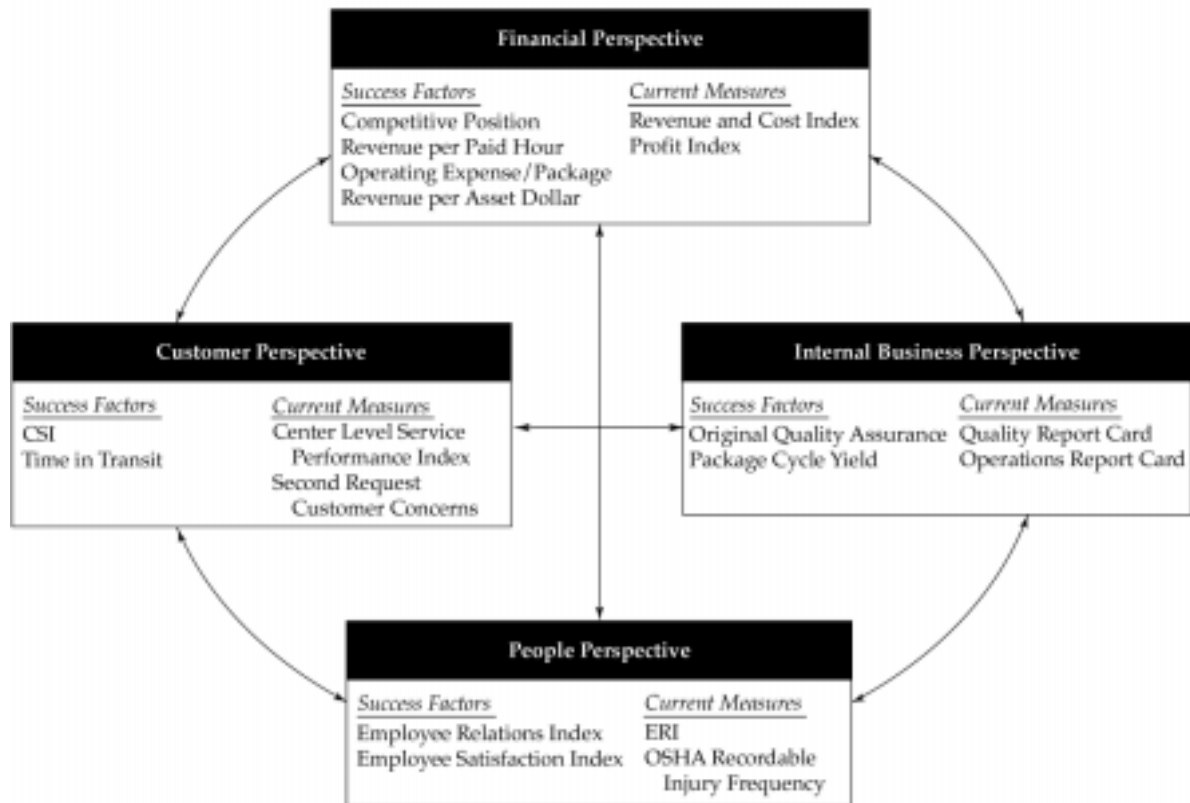 Financial Perspective
Success Factors
Competitive Position
Revenue per Paid Hour
Operating Expense/Package
Revenue per Asset Dollar
Current Measures
Revenue and Cost Index
Profit Index
Customer Perspective
Success Factors
CSI
Time in Transit
Current Measures
Center Level Service
Performance Index
Second Request
Customer Concerns
Internal Business Perspective
Success Factors
Original Quality Assurance
Package Cycle Yield
Current Measures
Quality Report Card
Operations Report Card
People Perspective
Success Factors
Employee Relations Index
Employee Satisfaction Index
Current Measures
ERI
OSHA Recordable
Injury Frequency